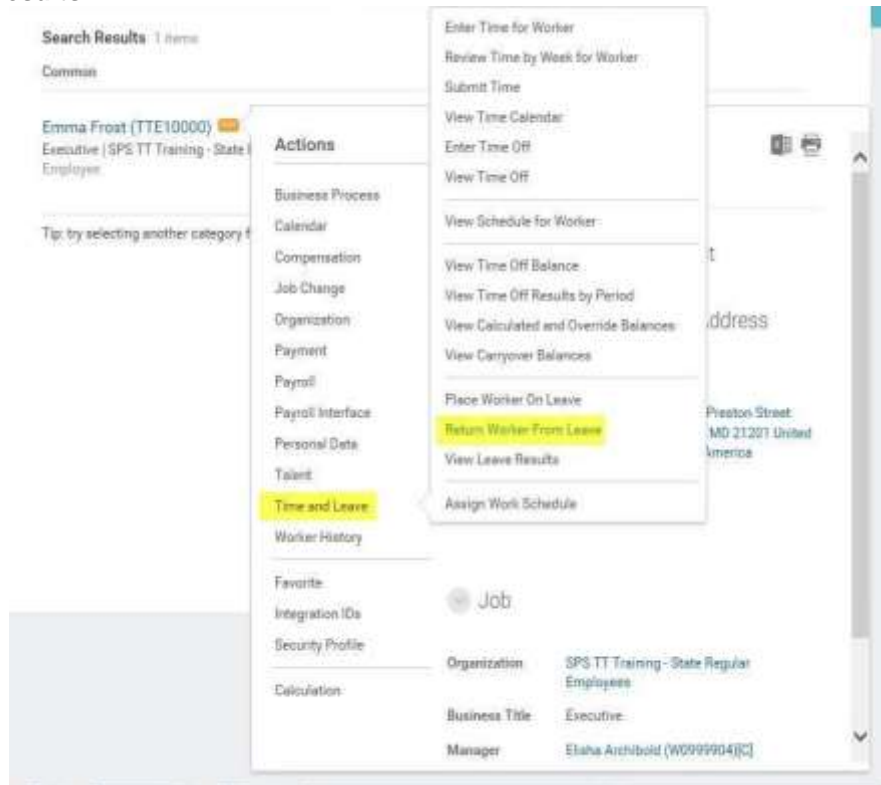 Search Results 1 items
Common
Emma Frost (TTE10000)
Executive | SPS TT Training - State
Employee
Tip: try selecting another category f
Actions
Business Process
Calendar
Compensation
Job Change
Organization
Payment
Payroll
Payroll Interface
Personal Data
Talent
Time and Leave
Worker History
Favorite
Integration IDs
Security Profile
Calculation
Enter Time for Worker
Review Time by Week for Worker
Submit Time
View Time Calendar
Enter Time Off
View Time Off
View Schedule for Worker
View Time Off Balance
View Time Off Results by Period
View Calculated and Override Balances
View Carryover Balances
Place Worker On Leave
Return Worker From Leave
View Leave Results
Assign Work Schedule
t
ddress
Preston Street
MD 21201 United
America
Job
Organization SPS TT Training - State Regular
Employees
Business Title Executive
Manager Elisha Archibold (W0999904)[C]